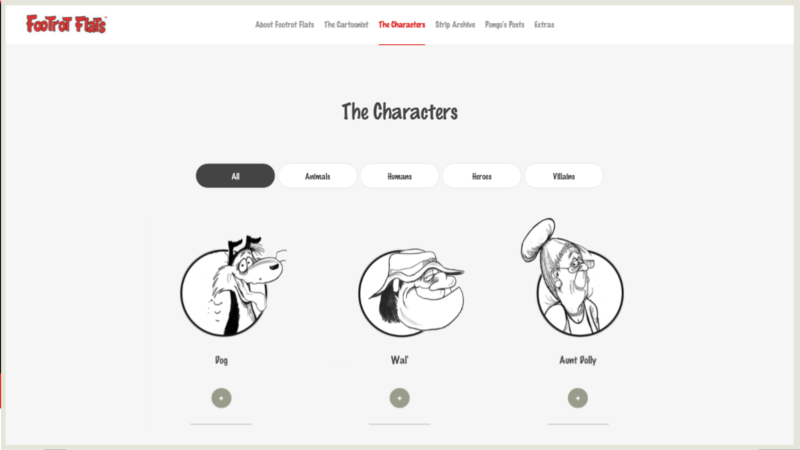 Footrot Flats
About Footrot Flats The Cartoonist The Characters Strip Archive Pongo's Posts Extras
The Characters
All Animals Humans Heroes Villains
Dog Wal' Aunt Dolly
+ + +